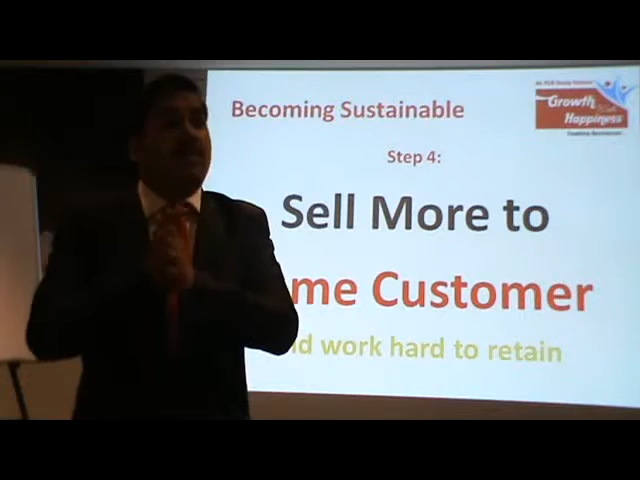 Becoming Sustainable
Growth
Happiness
Step 4:
Sell More to
me Customer
d work hard to retain